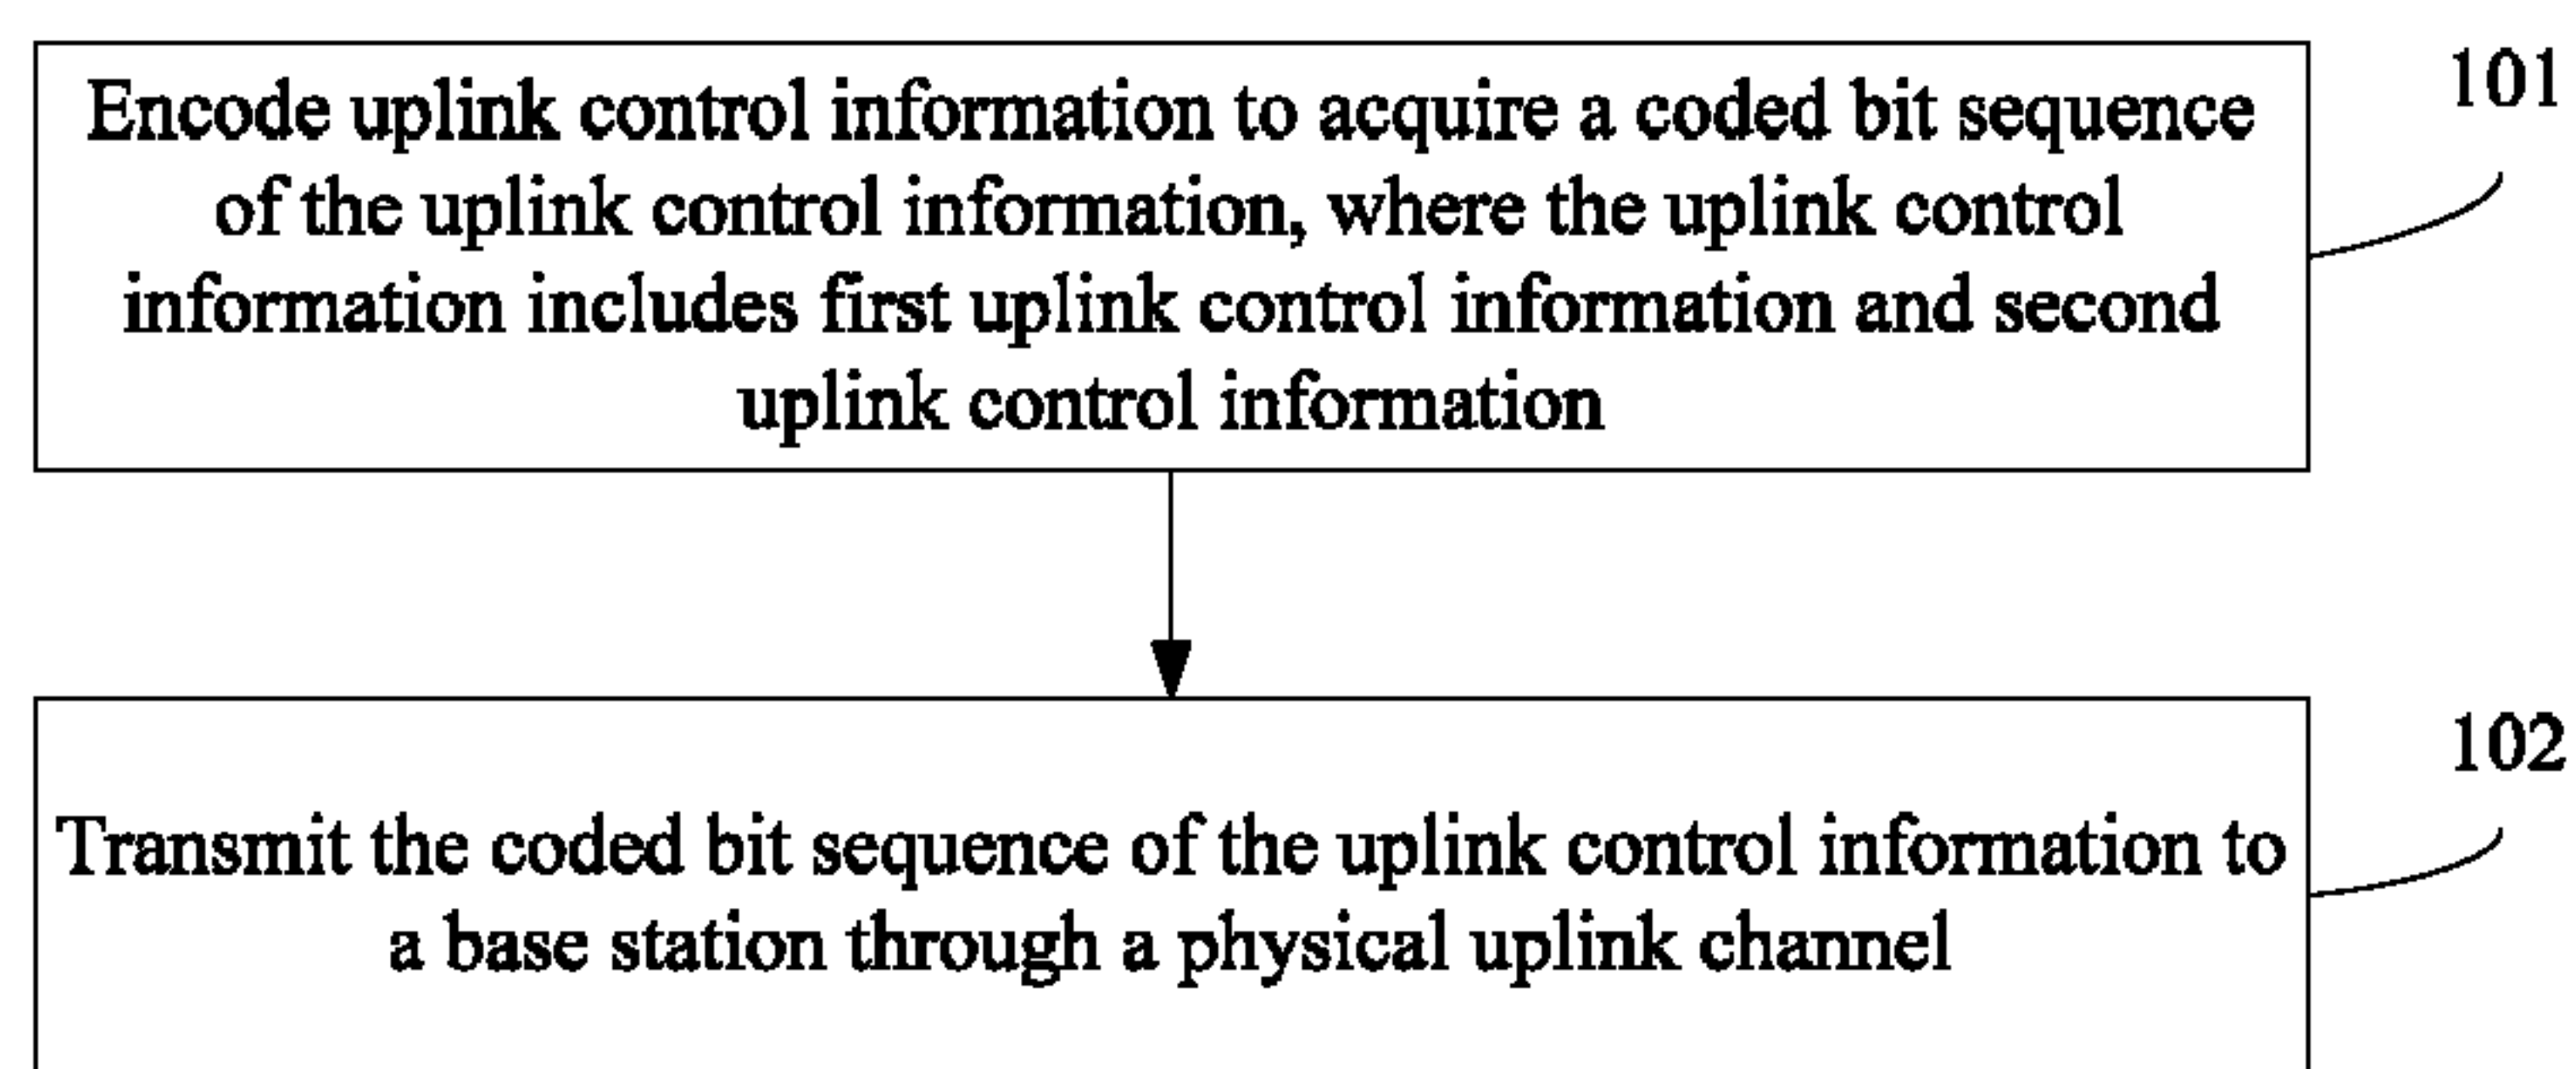 Encode uplink control information to acquire a coded bit sequence
of the uplink control information, where the uplink control
information includes first uplink control information and second
uplink control information
101
Transmit the coded bit sequence of the uplink control information to
a base station through a physical uplink channel
102